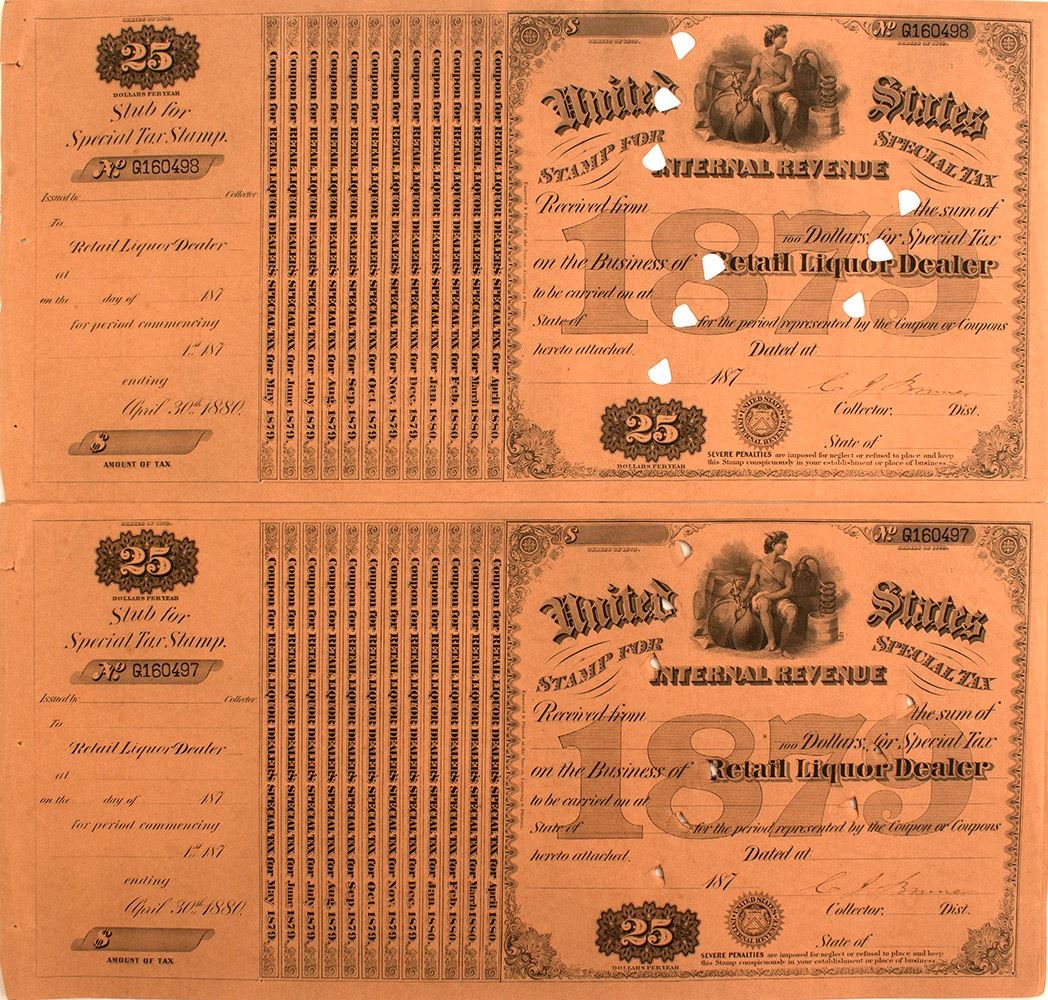 SERIES OF 1879.
25
DOLLARS PER YEAR
Stub for
Special Tax Stamp.
No G160498
Issued by Collector
To
Retail Liquor Dealer
at
on the day of 187
for period commencing
1st 187
ending
April 30th 1880.
$
AMOUNT OF TAX
Coupon for RETAIL LIQUOR DEALER'S SPECIAL TAX for May 1879.
Coupon for RETAIL LIQUOR DEALER'S SPECIAL TAX for June 1879.
Coupon for RETAIL LIQUOR DEALER'S SPECIAL TAX for July 1879.
Coupon for RETAIL LIQUOR DEALER'S SPECIAL TAX for Aug. 1879.
Coupon for RETAIL LIQUOR DEALER'S SPECIAL TAX for Sep. 1879.
Coupon for RETAIL LIQUOR DEALER'S SPECIAL TAX for Oct. 1879.
Coupon for RETAIL LIQUOR DEALER'S SPECIAL TAX for Nov. 1879.
Coupon for RETAIL LIQUOR DEALER'S SPECIAL TAX for Dec. 1879.
Coupon for RETAIL LIQUOR DEALER'S SPECIAL TAX for Jan. 1880.
Coupon for RETAIL LIQUOR DEALER'S SPECIAL TAX for Feb. 1880.
Coupon for RETAIL LIQUOR DEALER'S SPECIAL TAX for March 1880.
Coupon for RETAIL LIQUOR DEALER'S SPECIAL TAX for April 1880.
$ No G160498
SERIES OF 1879. SERIES OF 1879.
United States
STAMP FOR SPECIAL TAX
INTERNAL REVENUE
1879
Received from the sum of
100 Dollars, for Special Tax
on the Business of Retail Liquor Dealer
to be carried on at
State of for the period represented by the Coupon or Coupons
hereto attached. Dated at
187
Collector. Dist.
25
DOLLARS PER YEAR
UNITED STATES INTERNAL REVENUE
State of
SEVERE PENALTIES are imposed for neglect or refusal to place and keep
this Stamp conspicuously in your establishment or place of business.
SERIES OF 1879.
25
DOLLARS PER YEAR
Stub for
Special Tax Stamp.
No G160497
Issued by Collector
To
Retail Liquor Dealer
at
on the day of 187
for period commencing
1st 187
ending
April 30th 1880.
$
AMOUNT OF TAX
Coupon for RETAIL LIQUOR DEALER'S SPECIAL TAX for May 1879.
Coupon for RETAIL LIQUOR DEALER'S SPECIAL TAX for June 1879.
Coupon for RETAIL LIQUOR DEALER'S SPECIAL TAX for July 1879.
Coupon for RETAIL LIQUOR DEALER'S SPECIAL TAX for Aug. 1879.
Coupon for RETAIL LIQUOR DEALER'S SPECIAL TAX for Sep. 1879.
Coupon for RETAIL LIQUOR DEALER'S SPECIAL TAX for Oct. 1879.
Coupon for RETAIL LIQUOR DEALER'S SPECIAL TAX for Nov. 1879.
Coupon for RETAIL LIQUOR DEALER'S SPECIAL TAX for Dec. 1879.
Coupon for RETAIL LIQUOR DEALER'S SPECIAL TAX for Jan. 1880.
Coupon for RETAIL LIQUOR DEALER'S SPECIAL TAX for Feb. 1880.
Coupon for RETAIL LIQUOR DEALER'S SPECIAL TAX for March 1880.
Coupon for RETAIL LIQUOR DEALER'S SPECIAL TAX for April 1880.
$ No G160497
SERIES OF 1879. SERIES OF 1879.
United States
STAMP FOR SPECIAL TAX
INTERNAL REVENUE
1879
Received from the sum of
100 Dollars, for Special Tax
on the Business of Retail Liquor Dealer
to be carried on at
State of for the period represented by the Coupon or Coupons
hereto attached. Dated at
187
Collector. Dist.
25
DOLLARS PER YEAR
UNITED STATES INTERNAL REVENUE
State of
SEVERE PENALTIES are imposed for neglect or refusal to place and keep
this Stamp conspicuously in your establishment or place of business.